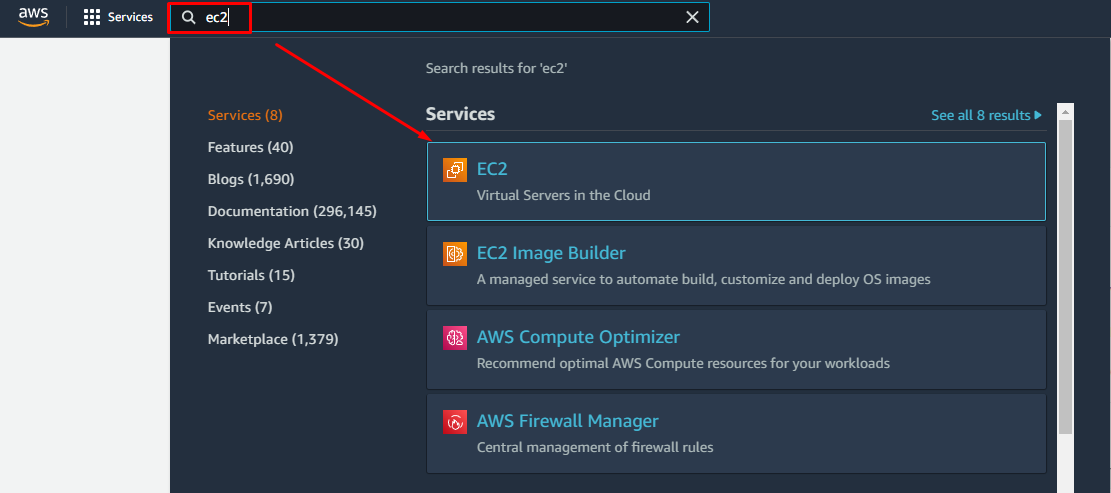 aws
Services
ec2
Search results for 'ec2'
Services (8)
Features (40)
Blogs (1,690)
Documentation (296,145)
Knowledge Articles (30)
Tutorials (15)
Events (7)
Marketplace (1,379)
Services
See all 8 results
EC2
Virtual Servers in the Cloud
EC2 Image Builder
A managed service to automate build, customize and deploy OS images
AWS Compute Optimizer
Recommend optimal AWS Compute resources for your workloads
AWS Firewall Manager
Central management of firewall rules